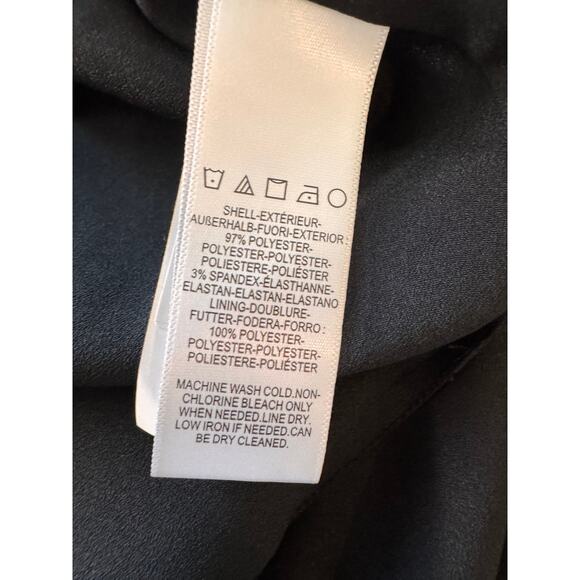 SHELL-EXTÉRIEUR-
AUßERHALB-FUORI-EXTERIOR :
97% POLYESTER-
POLYESTER-POLYESTER-
POLIESTERE-POLIÉSTER
3% SPANDEX-ÉLASTHANNE-
ELASTAN-ELASTAN-ELASTANO
LINING-DOUBLURE-
FUTTER-FODERA-FORRO :
100% POLYESTER-
POLYESTER-POLYESTER-
POLIESTERE-POLIÉSTER
MACHINE WASH COLD.NON-
CHLORINE BLEACH ONLY
WHEN NEEDED.LINE DRY.
LOW IRON IF NEEDED.CAN
BE DRY CLEANED.